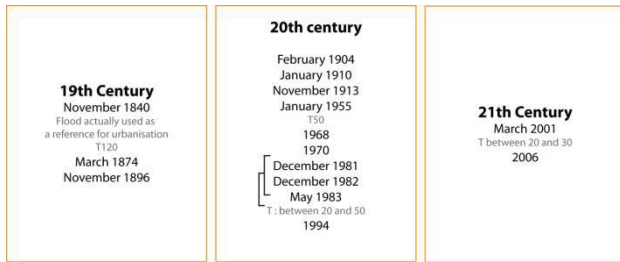 19th Century
November 1840
Flood actually used as
a reference for urbanisation
T120
March 1874
November 1896
20th century
February 1904
January 1910
November 1913
January 1955
T50
1968
1970
December 1981
December 1982
May 1983
T : between 20 and 50
1994
21th Century
March 2001
T between 20 and 30
2006